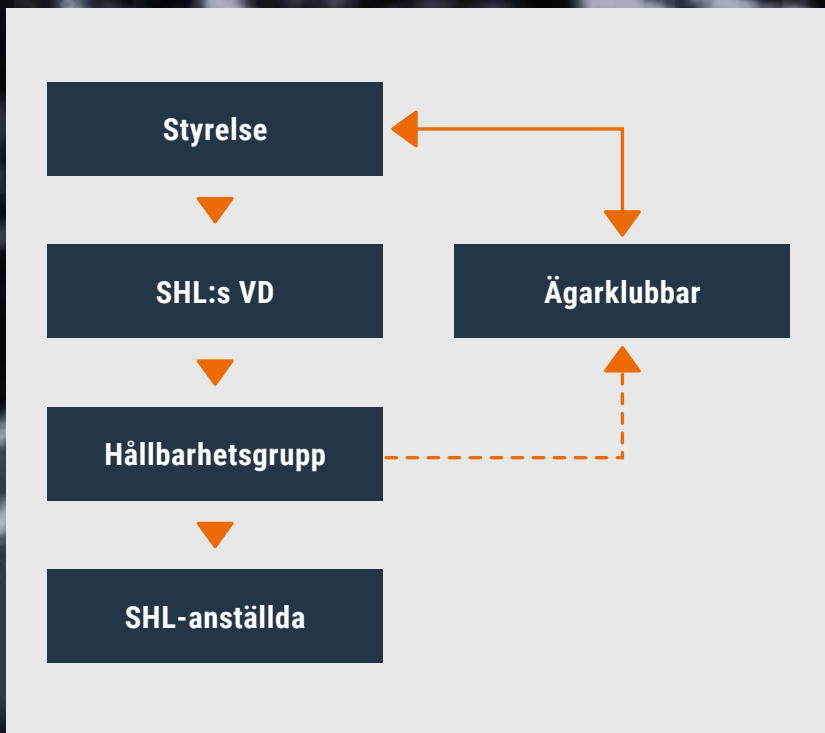 Styrelse
SHL:s VD
Ägarklubbar
Hållbarhetsgrupp
SHL-anställda